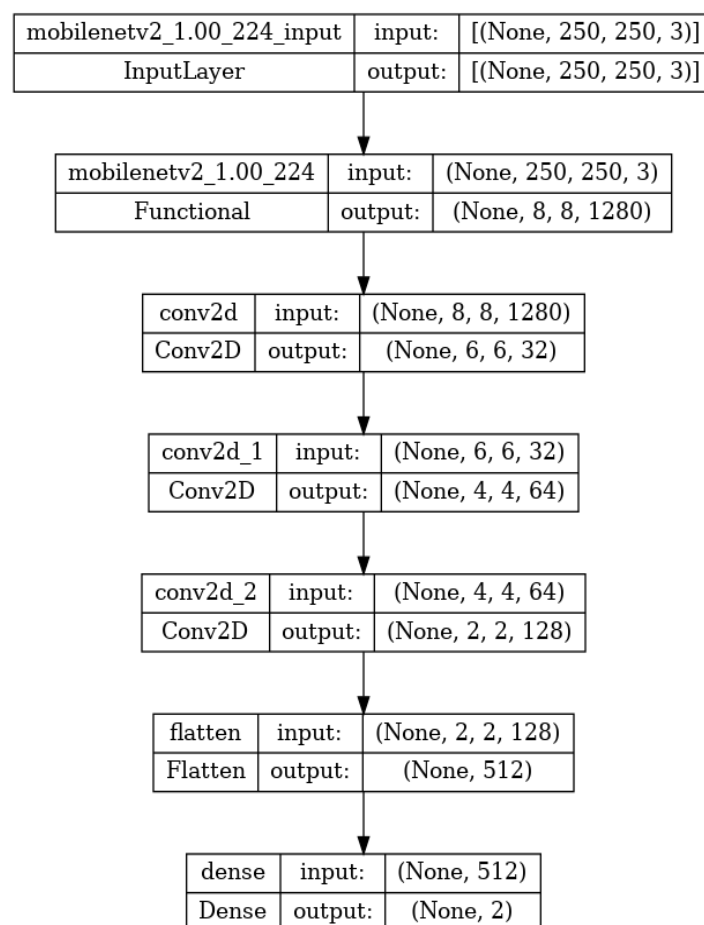 mobilenetv2_1.00_224_input input: [(None, 250, 250, 3)]
InputLayer output: [(None, 250, 250, 3)]
mobilenetv2_1.00_224 input: (None, 250, 250, 3)
Functional output: (None, 8, 8, 1280)
conv2d input: (None, 8, 8, 1280)
Conv2D output: (None, 6, 6, 32)
conv2d_1 input: (None, 6, 6, 32)
Conv2D output: (None, 4, 4, 64)
conv2d_2 input: (None, 4, 4, 64)
Conv2D output: (None, 2, 2, 128)
flatten input: (None, 2, 2, 128)
Flatten output: (None, 512)
dense input: (None, 512)
Dense output: (None, 2)